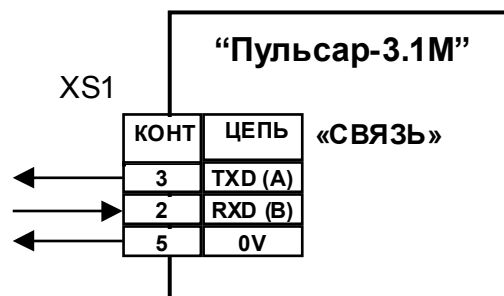 “Пульсар-3.1М”
XS1
КОНТ ЦЕПЬ «СВЯЗЬ»
3 TXD (A)
2 RXD (B)
5 0V